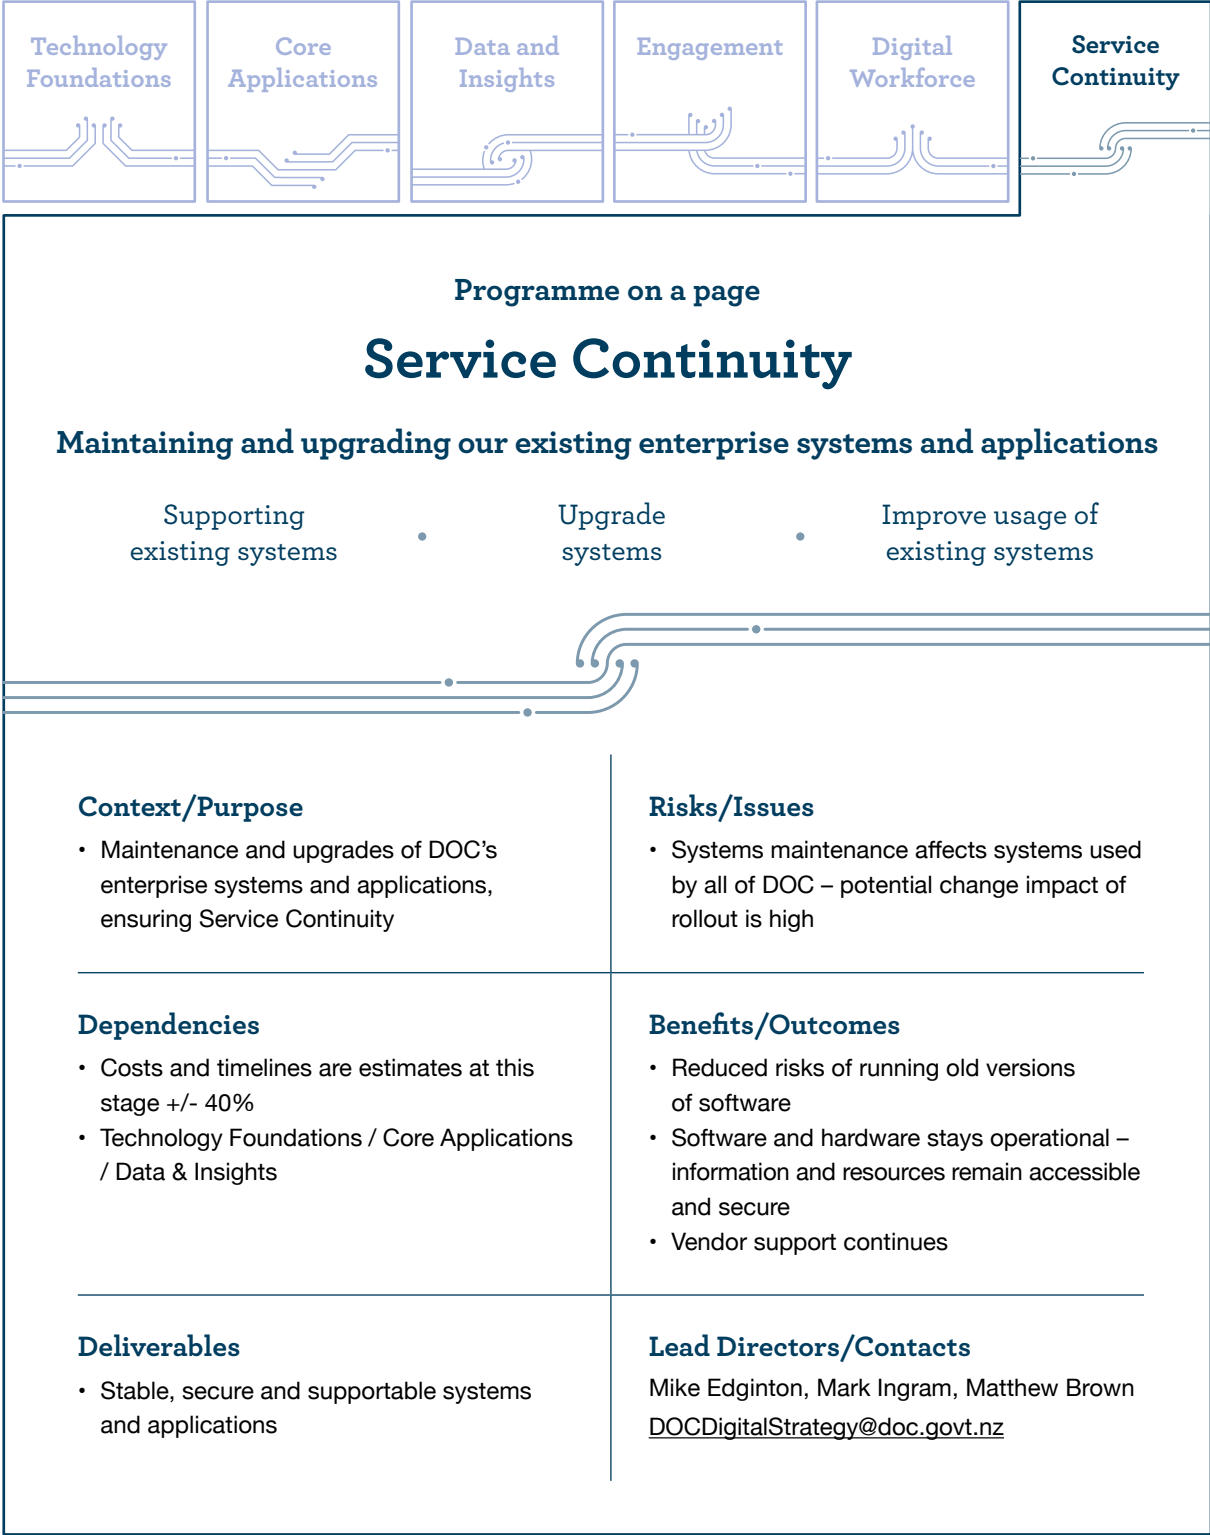 Technology
Foundations
Core
Applications
Data and
Insights
Engagement
Digital
Workforce
Service
Continuity
Programme on a page
Service Continuity
Maintaining and upgrading our existing enterprise systems and applications
Supporting
existing systems
•
Upgrade
systems
•
Improve usage of
existing systems
Context/Purpose
• Maintenance and upgrades of DOC’s
enterprise systems and applications,
ensuring Service Continuity
Risks/Issues
• Systems maintenance affects systems used
by all of DOC – potential change impact of
rollout is high
Dependencies
• Costs and timelines are estimates at this
stage +/- 40%
• Technology Foundations / Core Applications
/ Data & Insights
Benefits/Outcomes
• Reduced risks of running old versions
of software
• Software and hardware stays operational –
information and resources remain accessible
and secure
• Vendor support continues
Deliverables
• Stable, secure and supportable systems
and applications
Lead Directors/Contacts
Mike Edginton, Mark Ingram, Matthew Brown
DOCDigitalStrategy@doc.govt.nz